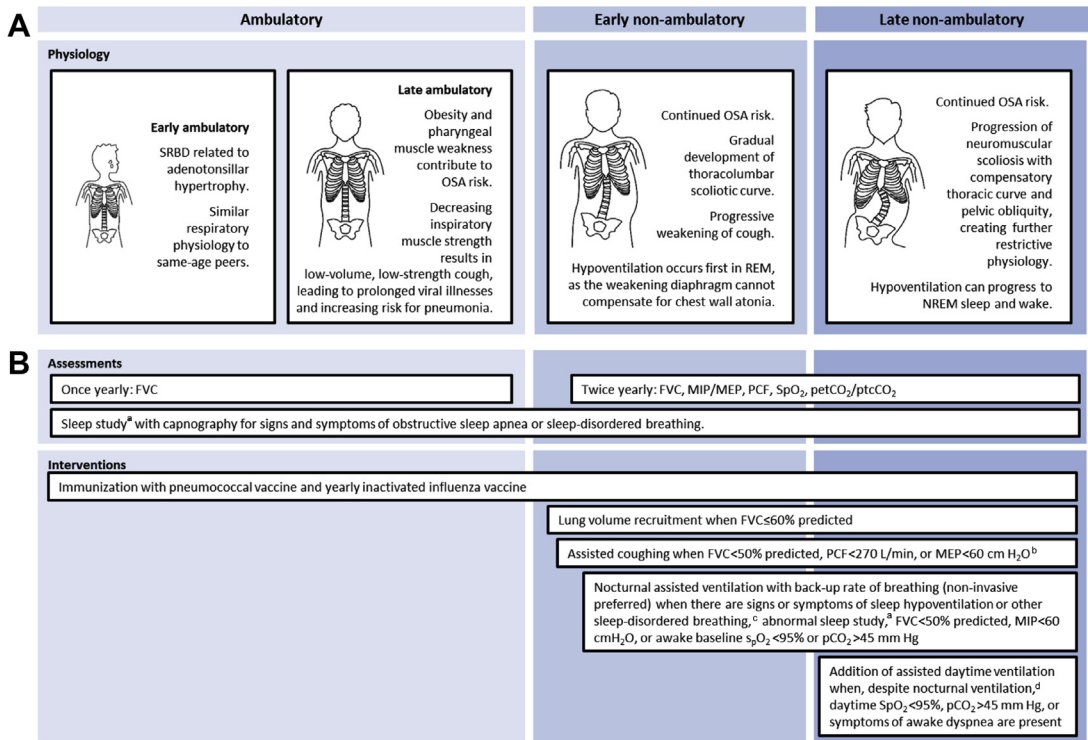 A
Ambulatory
Early non-ambulatory
Late non-ambulatory
Physiology
Early ambulatory
SRBD related to
adenotonsillar
hypertrophy.
Similar
respiratory
physiology to
same-age peers.
Late ambulatory
Obesity and
pharyngeal
muscle weakness
contribute to
OSA risk.
Decreasing
inspiratory
muscle strength
results in
low-volume, low-strength cough,
leading to prolonged viral illnesses
and increasing risk for pneumonia.
Continued OSA risk.
Gradual
development of
thoracolumbar
scoliotic curve.
Progressive
weakening of cough.
Hypoventilation occurs first in REM,
as the weakening diaphragm cannot
compensate for chest wall atonia.
Continued OSA risk.
Progression of
neuromuscular
scoliosis with
compensatory
thoracic curve and
pelvic obliquity,
creating further
restrictive
physiology.
Hypoventilation can progress to
NREM sleep and wake.
B
Assessments
Once yearly: FVC
Twice yearly: FVC, MIP/MEP, PCF, SpO₂, petCO₂/ptcCO₂
Sleep studyᵃ with capnography for signs and symptoms of obstructive sleep apnea or sleep-disordered breathing.
Interventions
Immunization with pneumococcal vaccine and yearly inactivated influenza vaccine
Lung volume recruitment when FVC≤60% predicted
Assisted coughing when FVC<50% predicted, PCF<270 L/min, or MEP<60 cm H₂Oᵇ
Nocturnal assisted ventilation with back-up rate of breathing (non-invasive
preferred) when there are signs or symptoms of sleep hypoventilation or other
sleep-disordered breathing,ᶜ abnormal sleep study,ᵃ FVC<50% predicted, MIP<60
cmH₂O, or awake baseline sₚO₂ <95% or pCO₂ >45 mm Hg
Addition of assisted daytime ventilation
when, despite nocturnal ventilation,ᵈ
daytime SpO₂<95%, pCO₂>45 mm Hg, or
symptoms of awake dyspnea are present